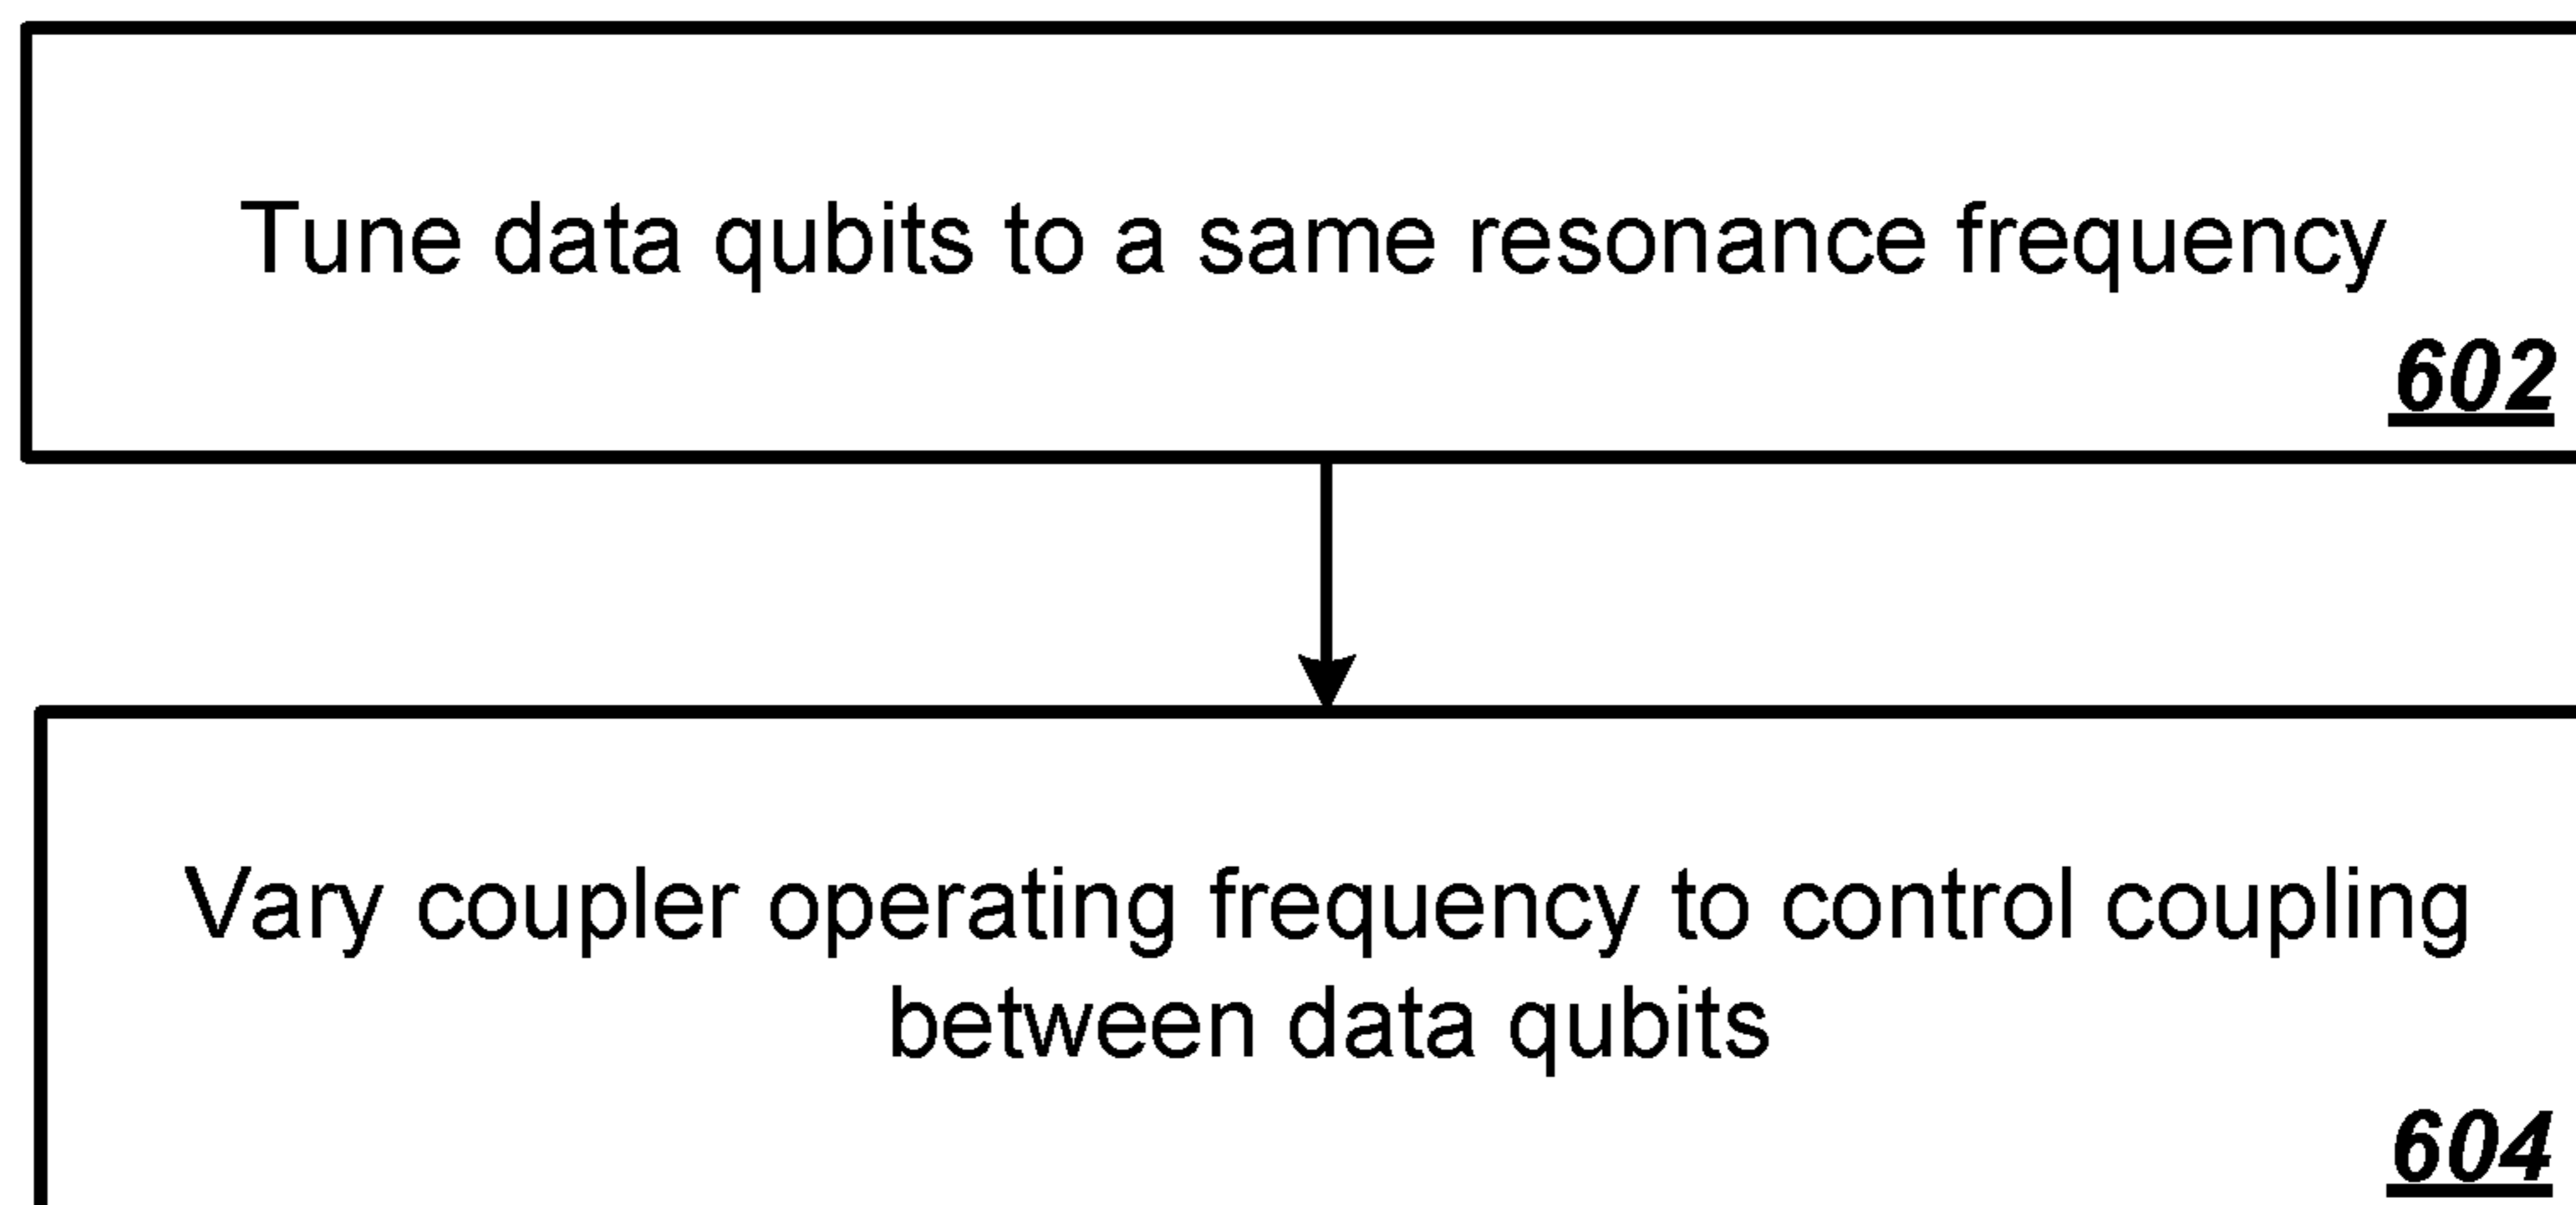 Tune data qubits to a same resonance frequency
602
Vary coupler operating frequency to control coupling
between data qubits
604